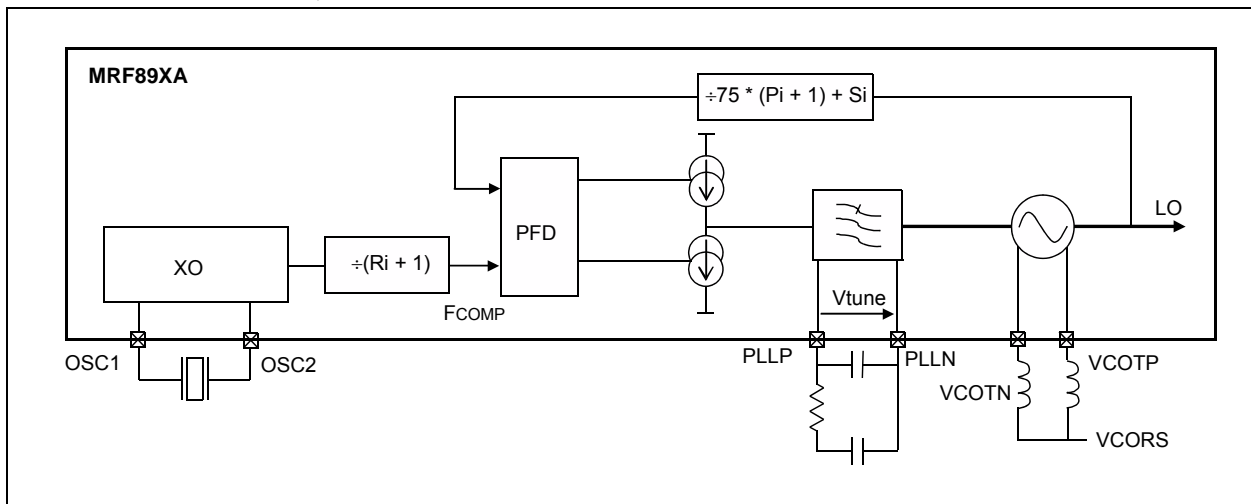 MRF89XA
÷75 * (Pi + 1) + Si
LO
PFD
XO
÷(Ri + 1)
FCOMP
Vtune
OSC1
OSC2
PLLP
PLLN
VCOTN
VCOTP
VCORS